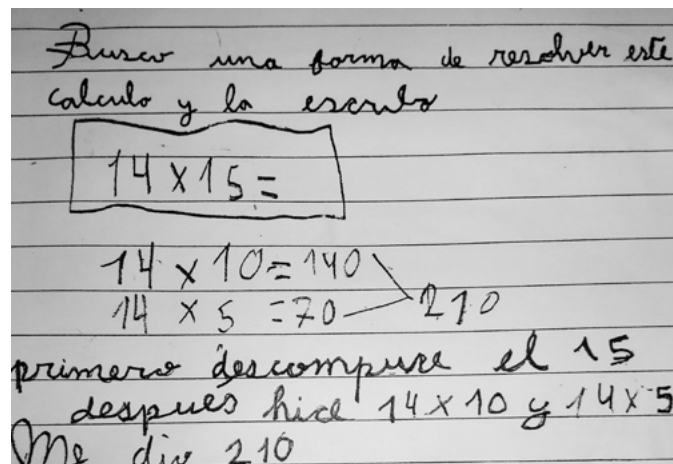 Busco una forma de resolver este
calculo y la escribo
14 x 15 =
14 x 10 = 140
14 x 5 = 70 210
primero descompuse el 15
despues hice 14 x 10 y 14 x 5
Me dio 210